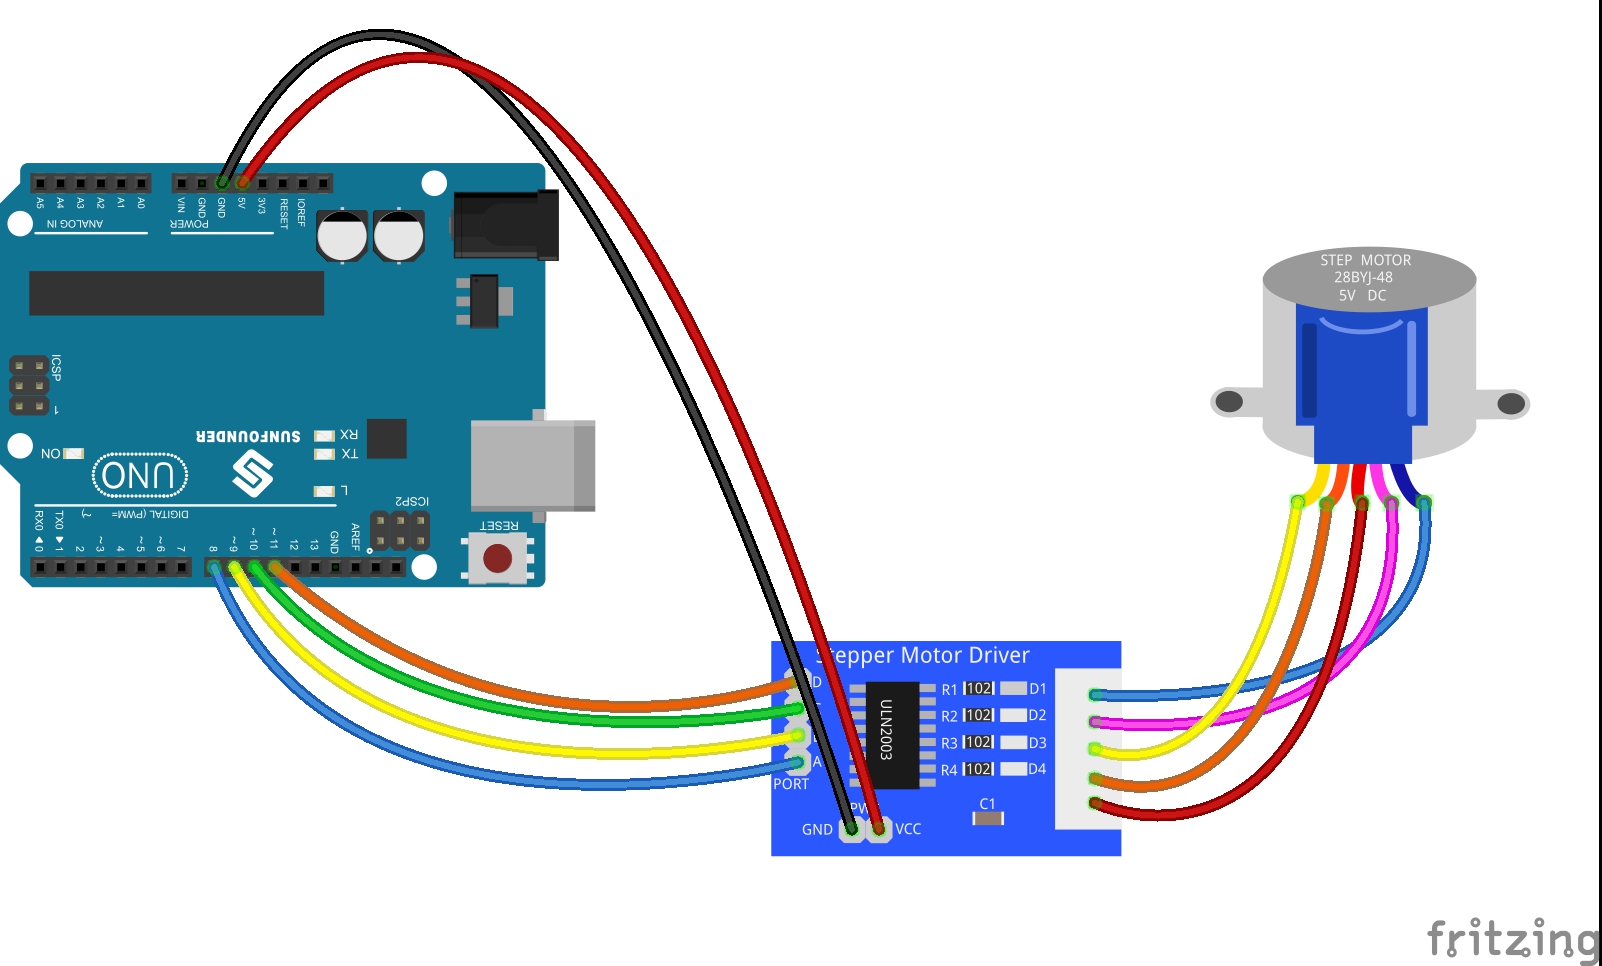 A5 A4 A3 A2 A1 A0
VIN GND GND 5V 3V3 RESET IOREF
ANALOG IN
POWER
ICSP
1
SUNFOUNDER
RX
TX
ON
UNO
L
ICSP2
DIGITAL (PWM=~)
RX0 0 TX0 1 2 ~3 4 ~5 ~6 7 8 ~9 ~10 ~11 12 13 GND AREF
RESET
STEP MOTOR
28BYJ-48
5V DC
Stepper Motor Driver
D
A
PORT
ULN2003
R1 102 D1
R2 102 D2
R3 102 D3
R4 102 D4
C1
GND
VCC
fritzing